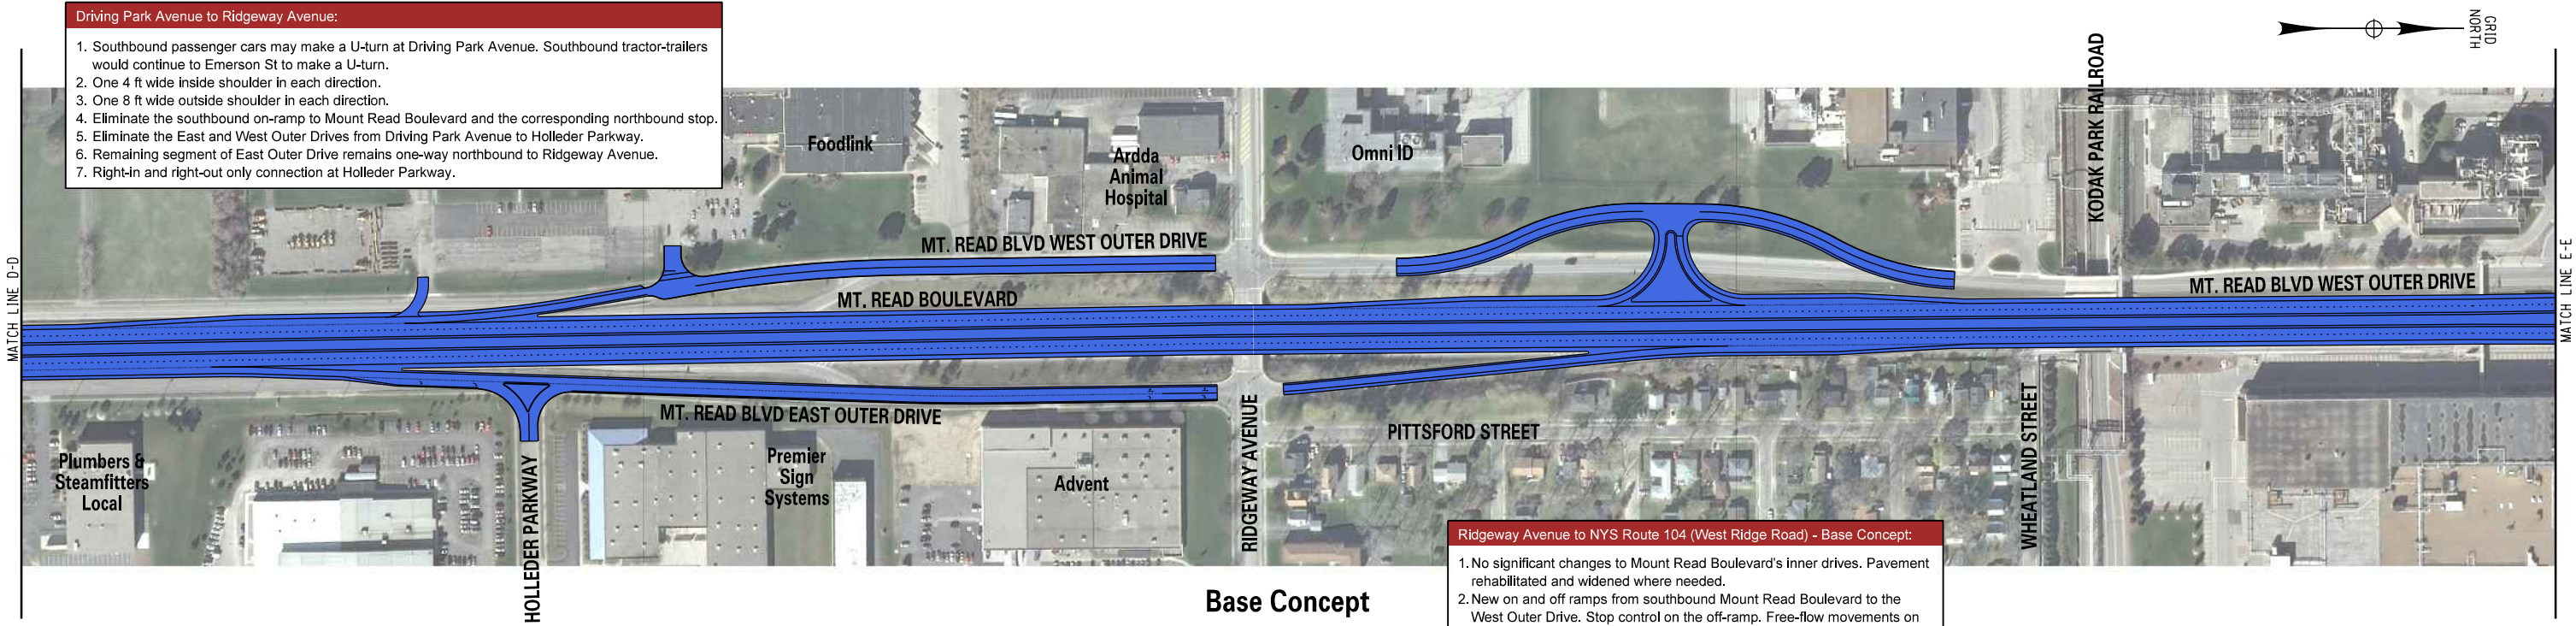 Driving Park Avenue to Ridgeway Avenue:
1. Southbound passenger cars may make a U-turn at Driving Park Avenue. Southbound tractor-trailers
would continue to Emerson St to make a U-turn.
2. One 4 ft wide inside shoulder in each direction.
3. One 8 ft wide outside shoulder in each direction.
4. Eliminate the southbound on-ramp to Mount Read Boulevard and the corresponding northbound stop.
5. Eliminate the East and West Outer Drives from Driving Park Avenue to Holleder Parkway.
6. Remaining segment of East Outer Drive remains one-way northbound to Ridgeway Avenue.
7. Right-in and right-out only connection at Holleder Parkway.
GRID
NORTH
MATCH LINE D-D
Foodlink
Ardda
Animal
Hospital
Omni ID
KODAK PARK RAILROAD
MATCH LINE E-E
MT. READ BLVD WEST OUTER DRIVE
MT. READ BOULEVARD
MT. READ BLVD WEST OUTER DRIVE
MT. READ BLVD EAST OUTER DRIVE
Plumbers &
Steamfitters
Local
HOLLEDER PARKWAY
Premier
Sign
Systems
Advent
RIDGEWAY AVENUE
PITTSFORD STREET
WHEATLAND STREET
Base Concept
Ridgeway Avenue to NYS Route 104 (West Ridge Road) - Base Concept:
1. No significant changes to Mount Read Boulevard's inner drives. Pavement
rehabilitated and widened where needed.
2. New on and off ramps from southbound Mount Read Boulevard to the
West Outer Drive. Stop control on the off-ramp. Free-flow movements on